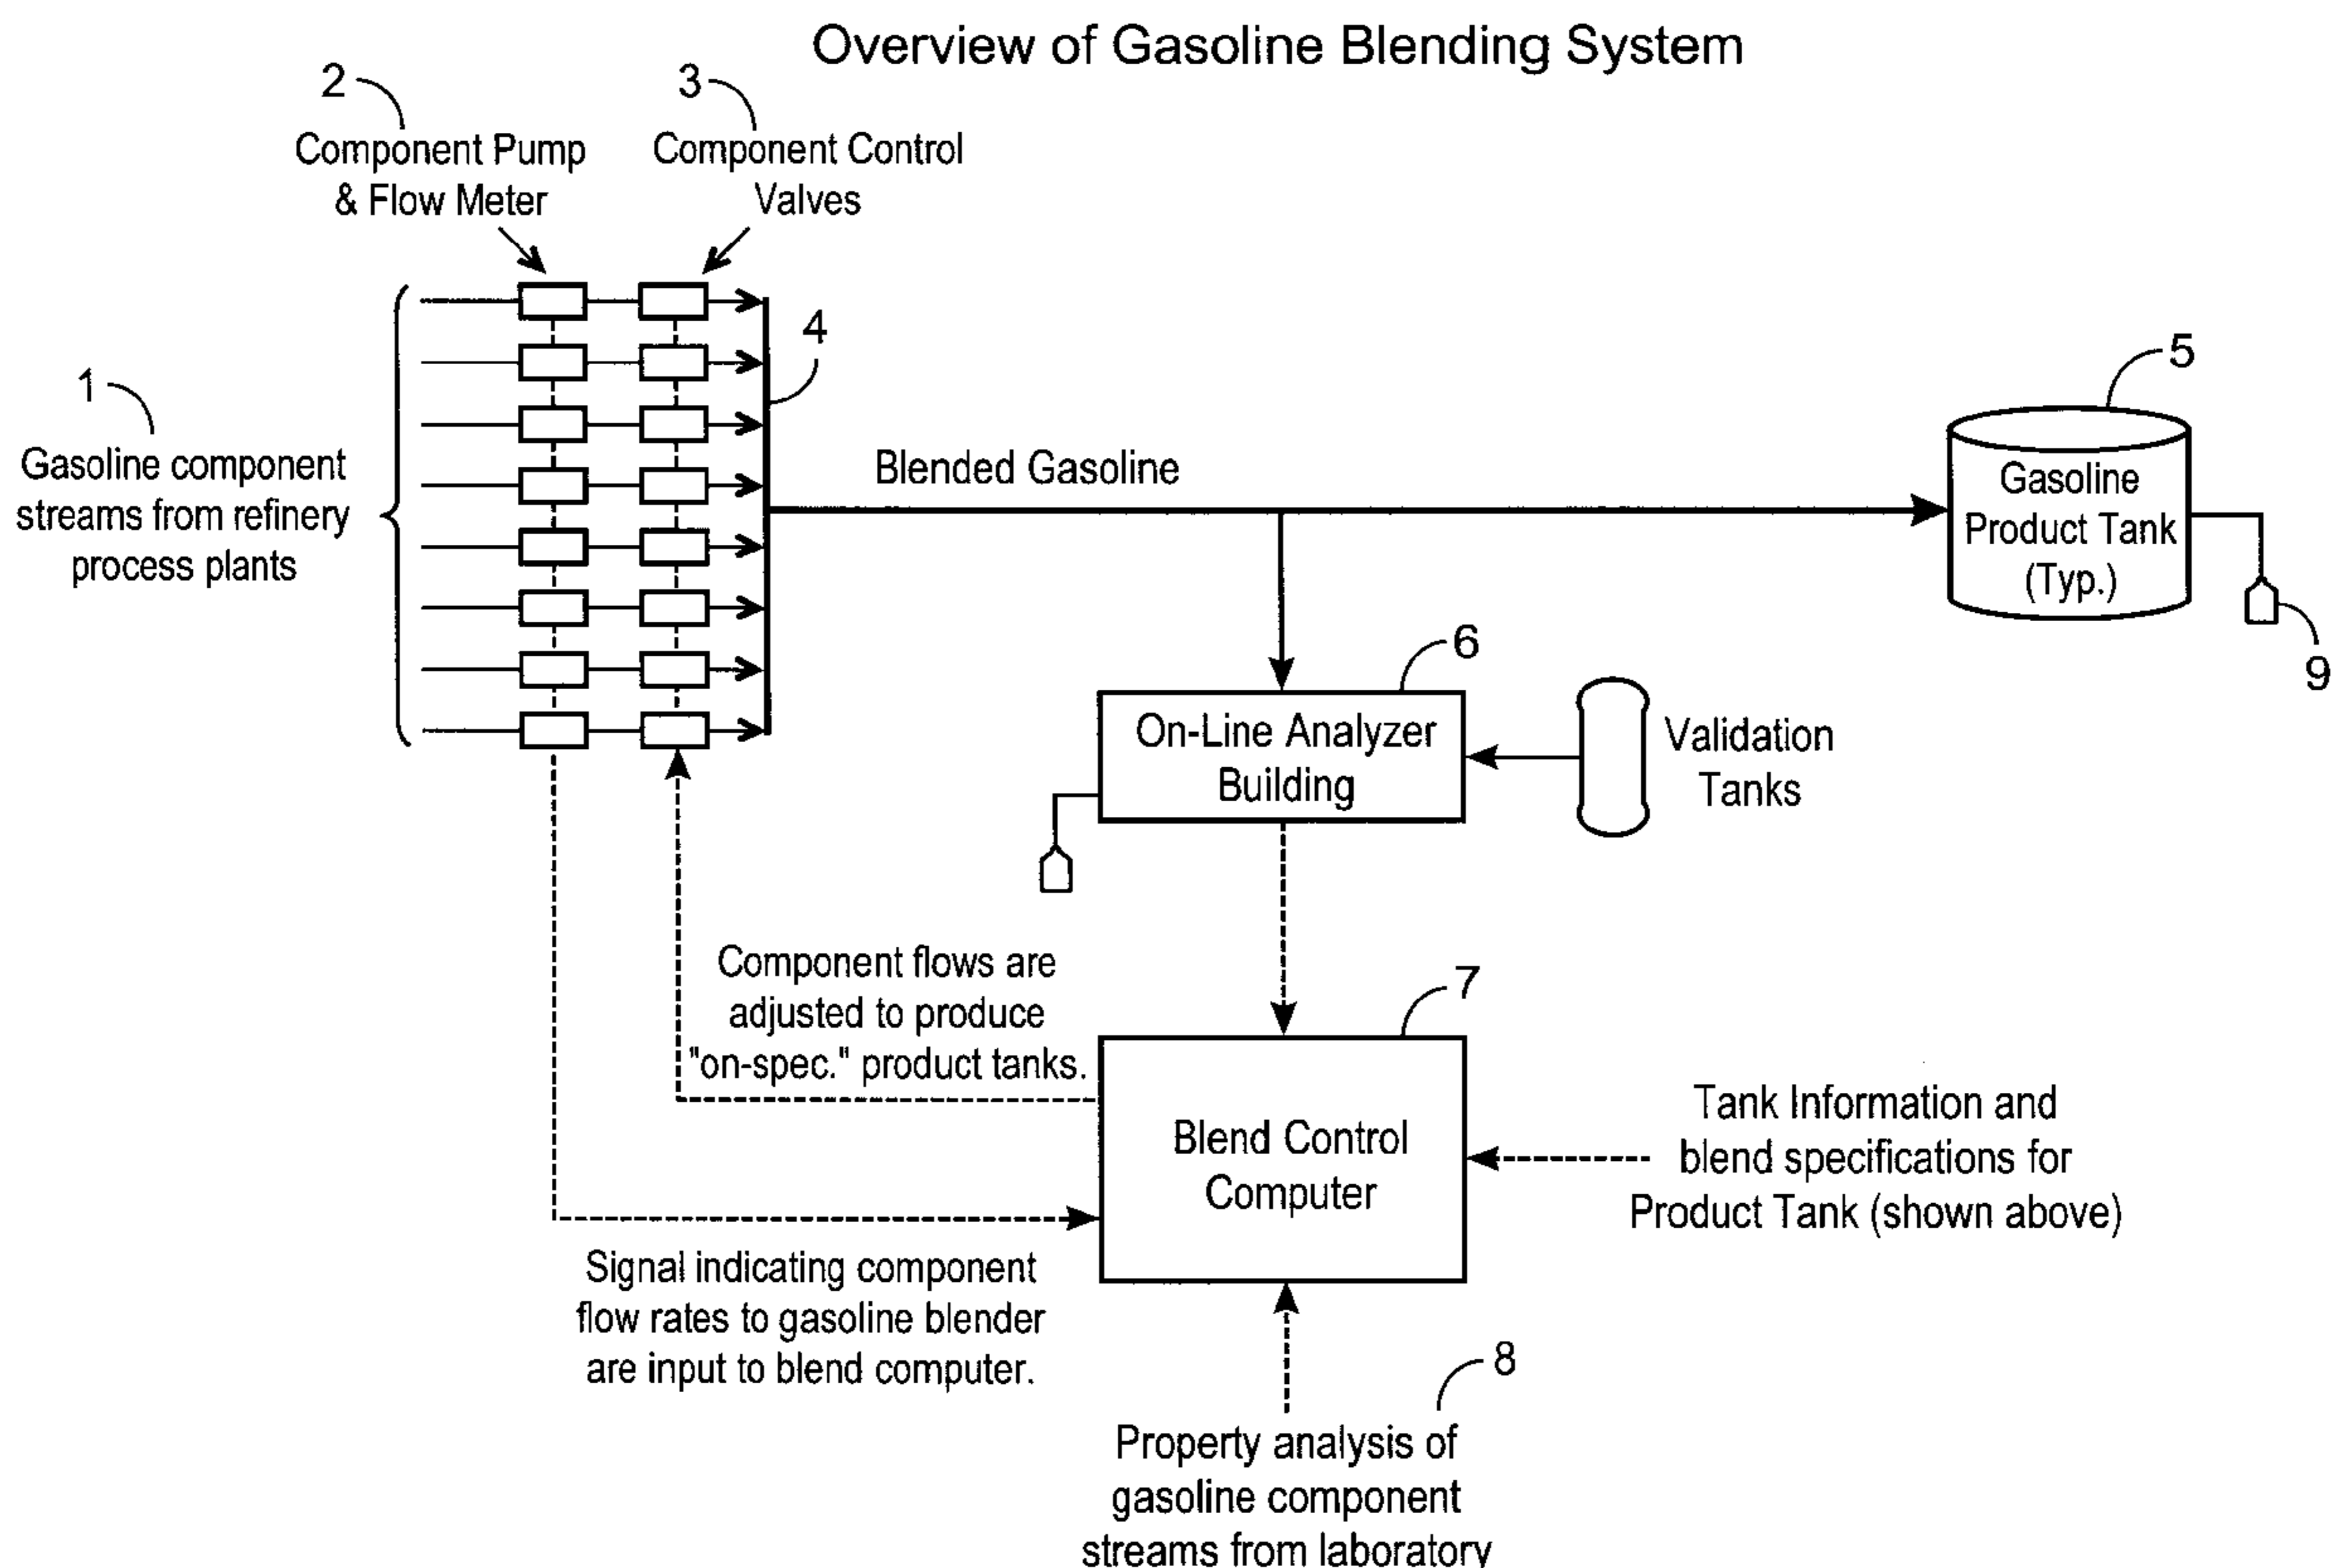 Overview of Gasoline Blending System
2
3
Component Pump
& Flow Meter
Component Control
Valves
4
1
Gasoline component
streams from refinery
process plants
Blended Gasoline
5
Gasoline
Product Tank
(Typ.)
9
6
On-Line Analyzer
Building
Validation
Tanks
Component flows are
adjusted to produce
"on-spec." product tanks.
7
Blend Control
Computer
Tank Information and
blend specifications for
Product Tank (shown above)
Signal indicating component
flow rates to gasoline blender
are input to blend computer.
8
Property analysis of
gasoline component
streams from laboratory